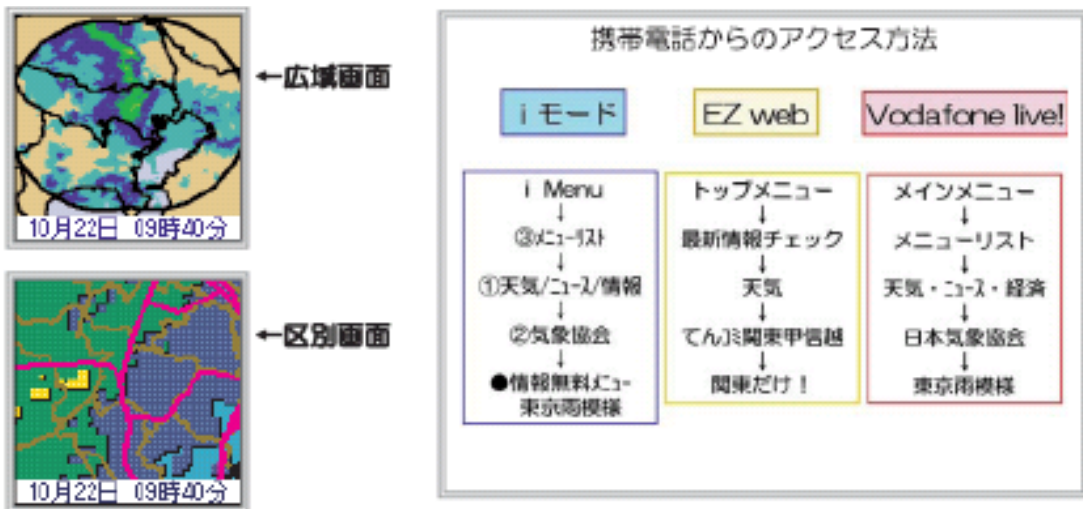 ←広域画面
10月22日 09時40分
←区別画面
10月22日 09時40分
携帯電話からのアクセス方法
i モード
i Menu
↓
③メニューリスト
↓
①天気/ニュース/情報
↓
②気象協会
↓
●情報無料メニュー
東京雨模様
EZ web
トップメニュー
↓
最新情報チェック
↓
天気
↓
てんコミ関東甲信越
↓
関東だけ！
Vodafone live!
メインメニュー
↓
メニューリスト
↓
天気・ニュース・経済
↓
日本気象協会
↓
東京雨模様